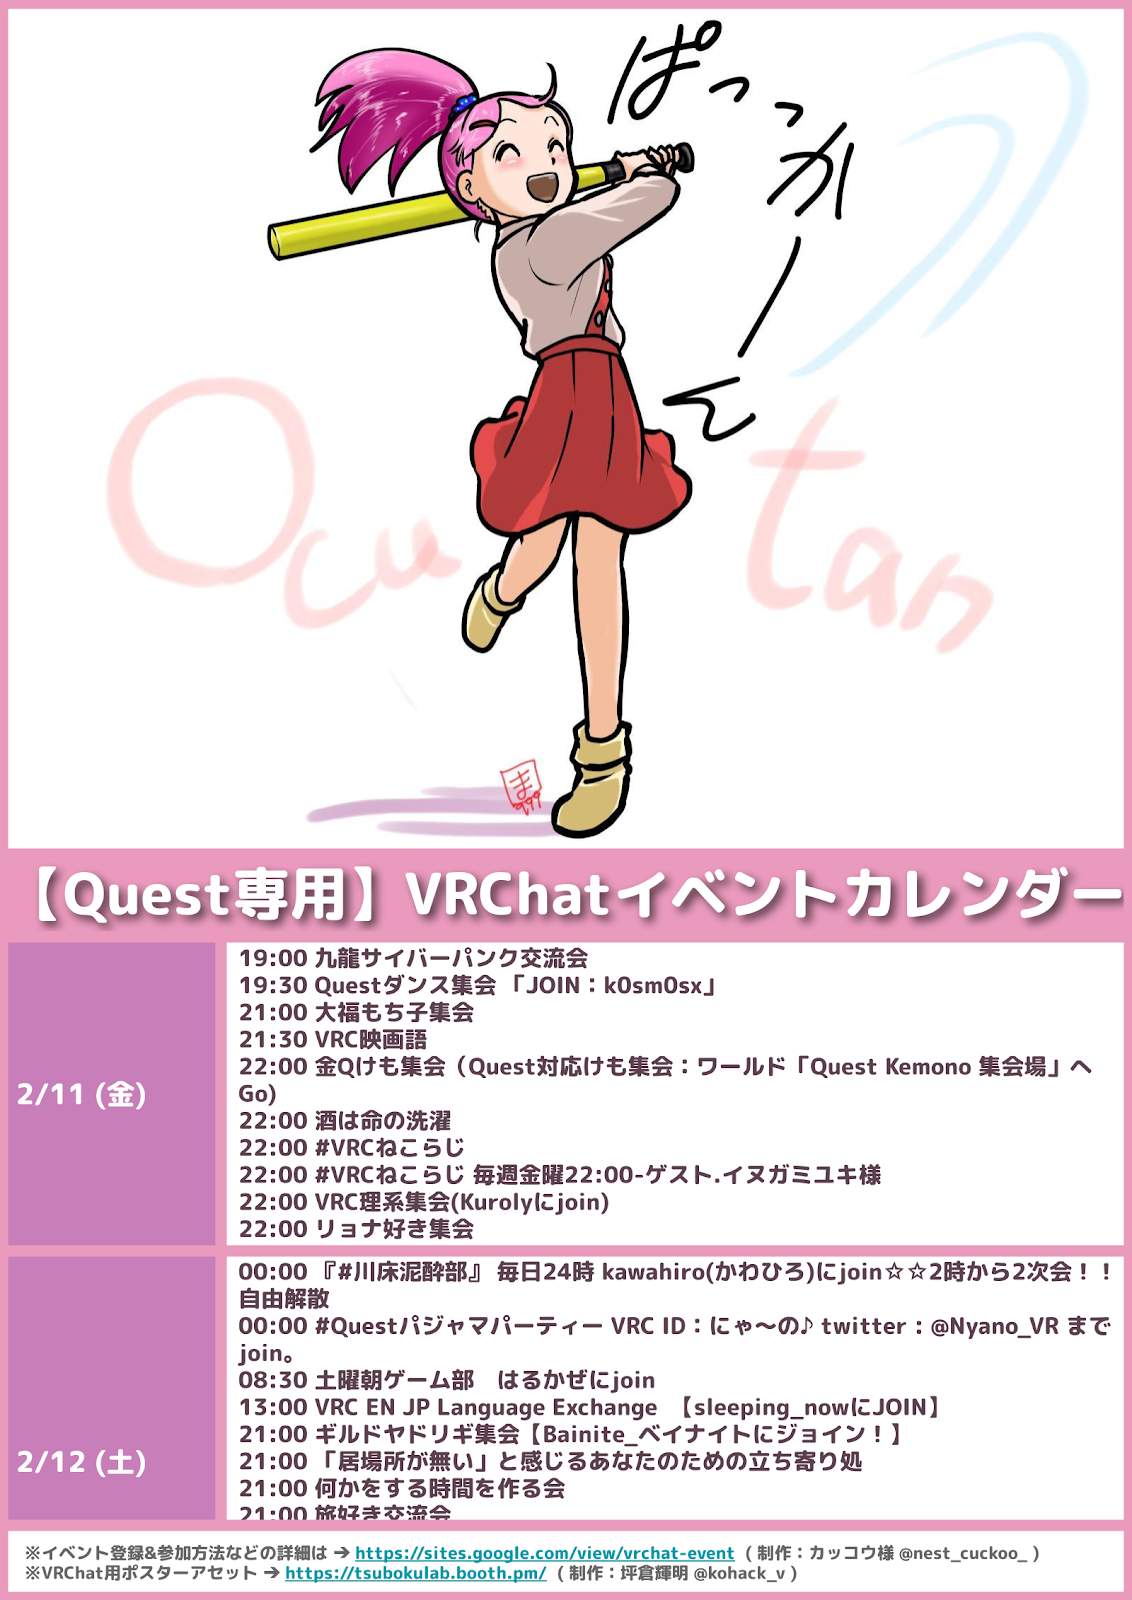 ぱっっかーん
Ocu tan
ま
999
【Quest専用】VRChatイベントカレンダー
2/11 (金)
19:00 九龍サイバーパンク交流会
19:30 Questダンス集会 「JOIN：k0sm0sx」
21:00 大福もち子集会
21:30 VRC映画語
22:00 金Qけも集会（Quest対応けも集会：ワールド「Quest Kemono 集会場」へ
Go)
22:00 酒は命の洗濯
22:00 #VRCねこらじ
22:00 #VRCねこらじ 毎週金曜22:00-ゲスト.イヌガミユキ様
22:00 VRC理系集会(Kurolyにjoin)
22:00 リョナ好き集会
2/12 (土)
00:00 『#川床泥酔部』 毎日24時 kawahiro(かわひろ)にjoin☆☆2時から2次会！！
自由解散
00:00 #Questパジャマパーティー VRC ID：にゃ〜の♪ twitter：@Nyano_VR まで
join。
08:30 土曜朝ゲーム部　はるかぜにjoin
13:00 VRC EN JP Language Exchange 【sleeping_nowにJOIN】
21:00 ギルドヤドリギ集会【Bainite_ベイナイトにジョイン！】
21:00 「居場所が無い」と感じるあなたのための立ち寄り処
21:00 何かをする時間を作る会
21:00 旅好き交流会
※イベント登録&参加方法などの詳細は ➔ https://sites.google.com/view/vrchat-event ( 制作：カッコウ様 @nest_cuckoo_ )
※VRChat用ポスターアセット ➔ https://tsubokulab.booth.pm/ ( 制作：坪倉輝明 @kohack_v )